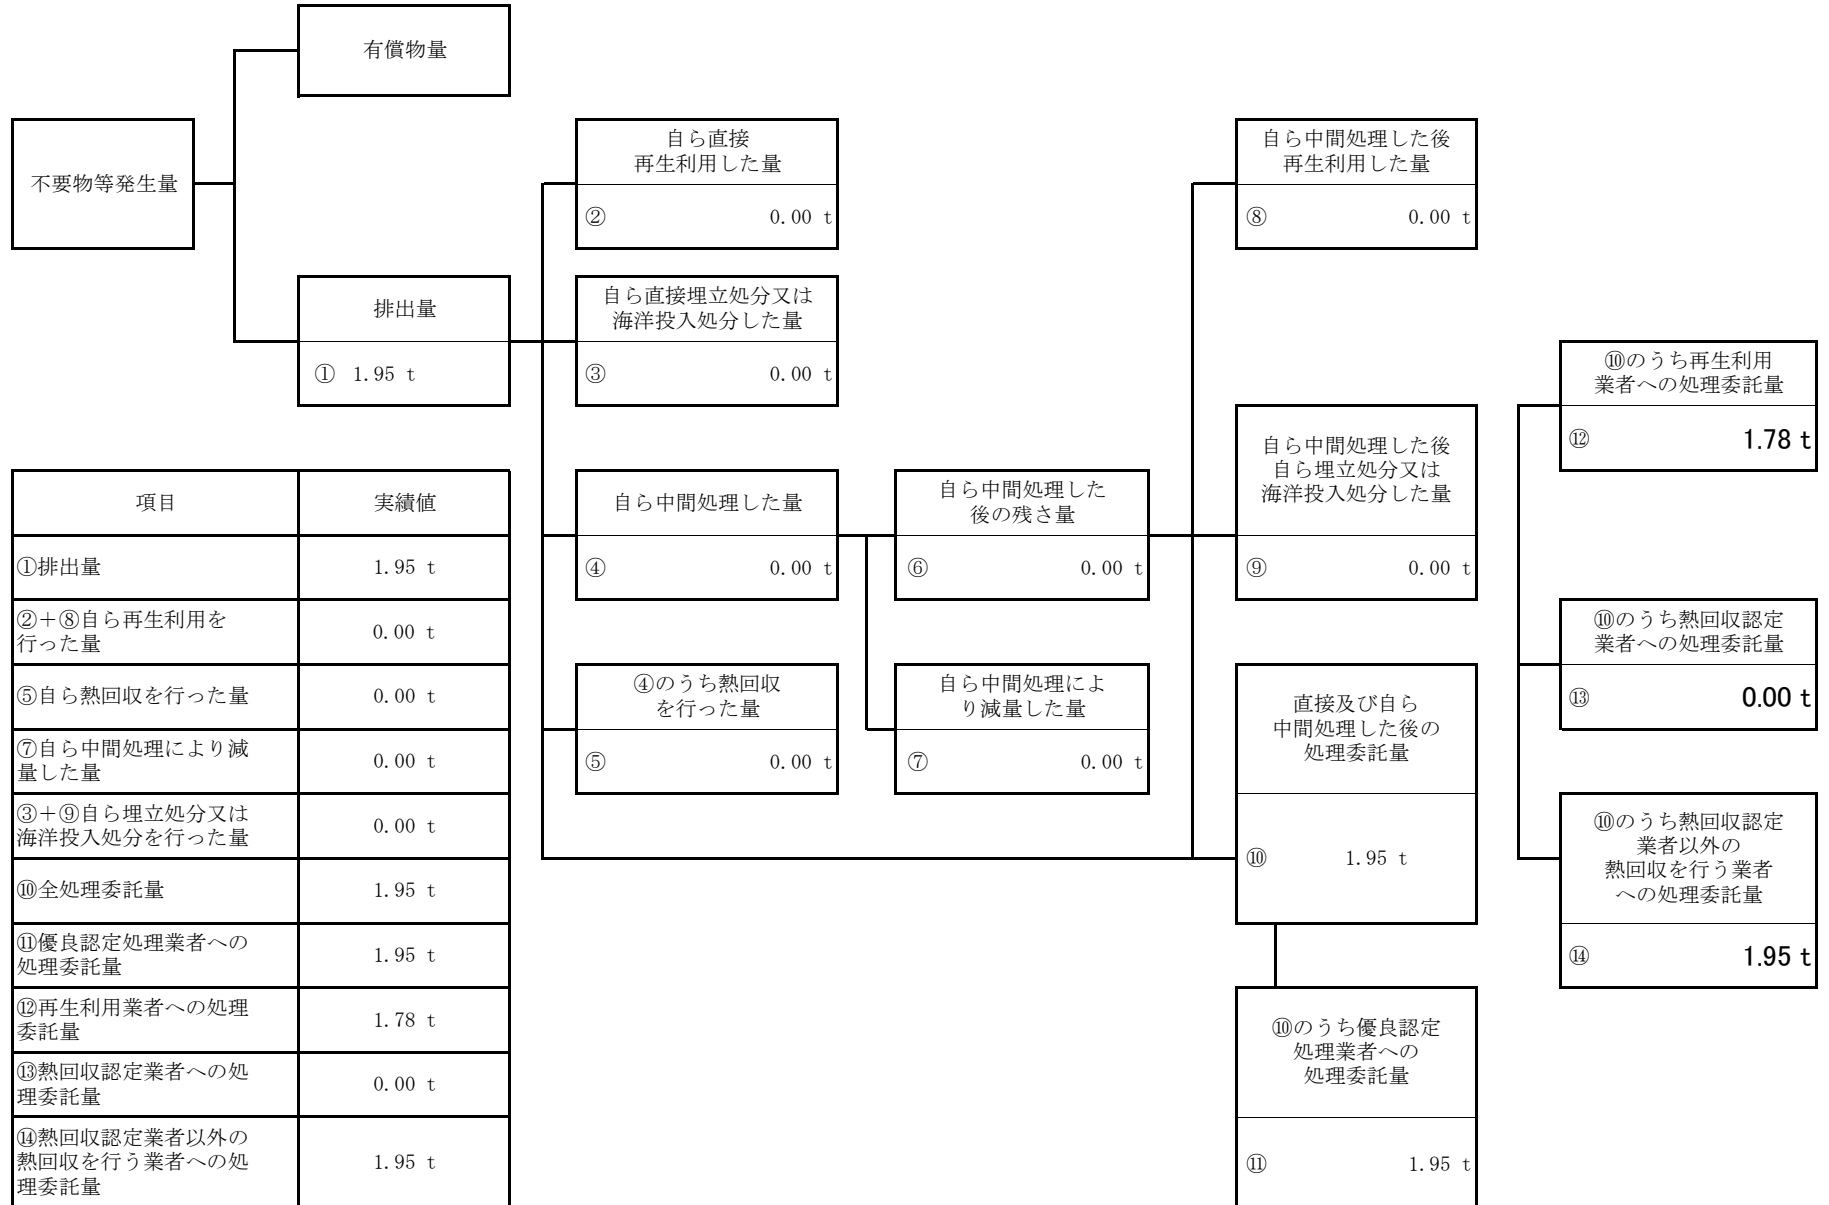 有償物量
不要物等発生量
自ら直接
再生利用した量
② 0.00 t
自ら中間処理した後
再生利用した量
⑧ 0.00 t
排出量
① 1.95 t
自ら直接埋立処分又は
海洋投入処分した量
③ 0.00 t
⑩のうち再生利用
業者への処理委託量
⑫ 1.78 t
自ら中間処理した量
④ 0.00 t
自ら中間処理した
後の残さ量
⑥ 0.00 t
自ら中間処理した後
自ら埋立処分又は
海洋投入処分した量
⑨ 0.00 t
⑩のうち熱回収認定
業者への処理委託量
⑬ 0.00 t
④のうち熱回収
を行った量
⑤ 0.00 t
自ら中間処理によ
り減量した量
⑦ 0.00 t
直接及び自ら
中間処理した後の
処理委託量
⑩ 1.95 t
⑩のうち熱回収認定
業者以外の
熱回収を行う業者
への処理委託量
⑭ 1.95 t
⑩のうち優良認定
処理業者への
処理委託量
⑪ 1.95 t
項目 実績値
①排出量 1.95 t
②＋⑧自ら再生利用を
行った量 0.00 t
⑤自ら熱回収を行った量 0.00 t
⑦自ら中間処理により減
量した量 0.00 t
③＋⑨自ら埋立処分又は
海洋投入処分を行った量 0.00 t
⑩全処理委託量 1.95 t
⑪優良認定処理業者への
処理委託量 1.95 t
⑫再生利用業者への処理
委託量 1.78 t
⑬熱回収認定業者への処
理委託量 0.00 t
⑭熱回収認定業者以外の
熱回収を行う業者への処
理委託量 1.95 t